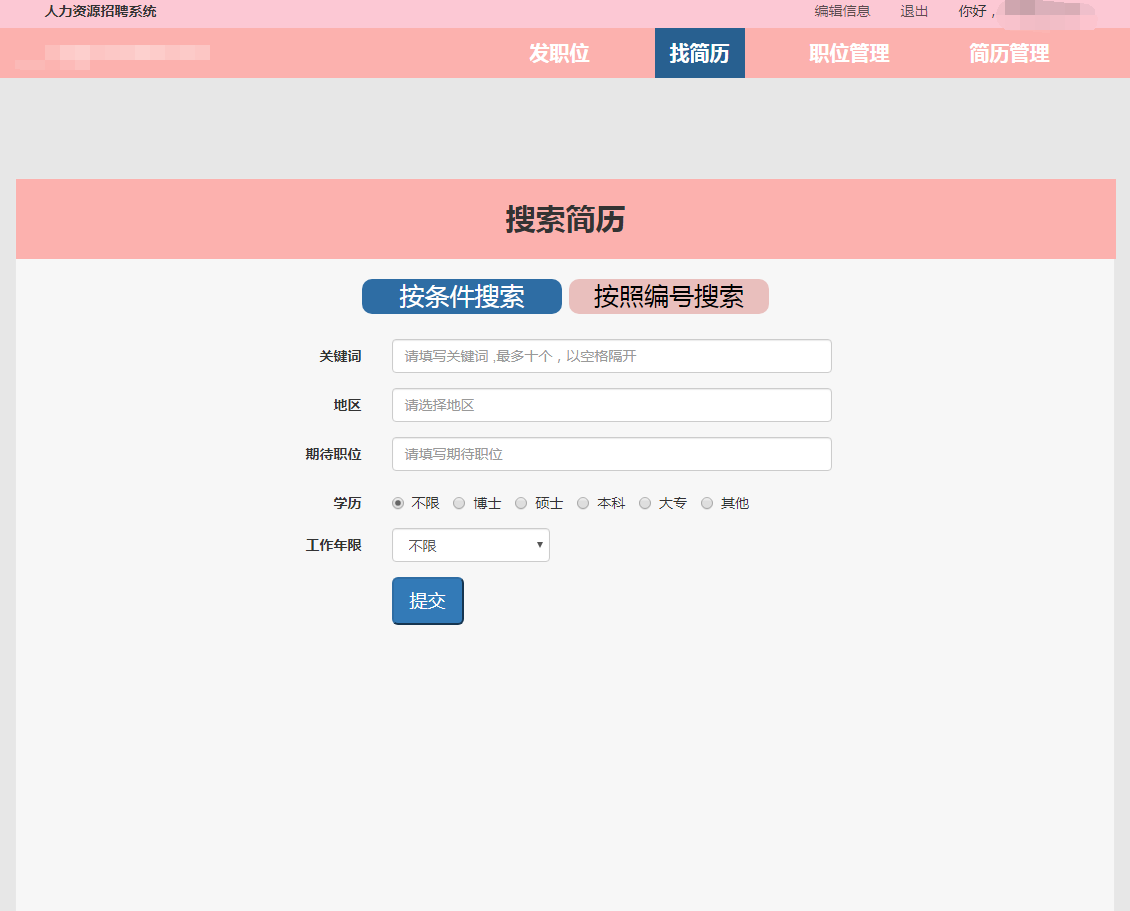 人力资源招聘系统 编辑信息 退出 你好，
发职位 找简历 职位管理 简历管理
搜索简历
按条件搜索 按照编号搜索
关键词 请填写关键词 ,最多十个，以空格隔开
地区 请选择地区
期待职位 请填写期待职位
学历 不限 博士 硕士 本科 大专 其他
工作年限 不限
提交